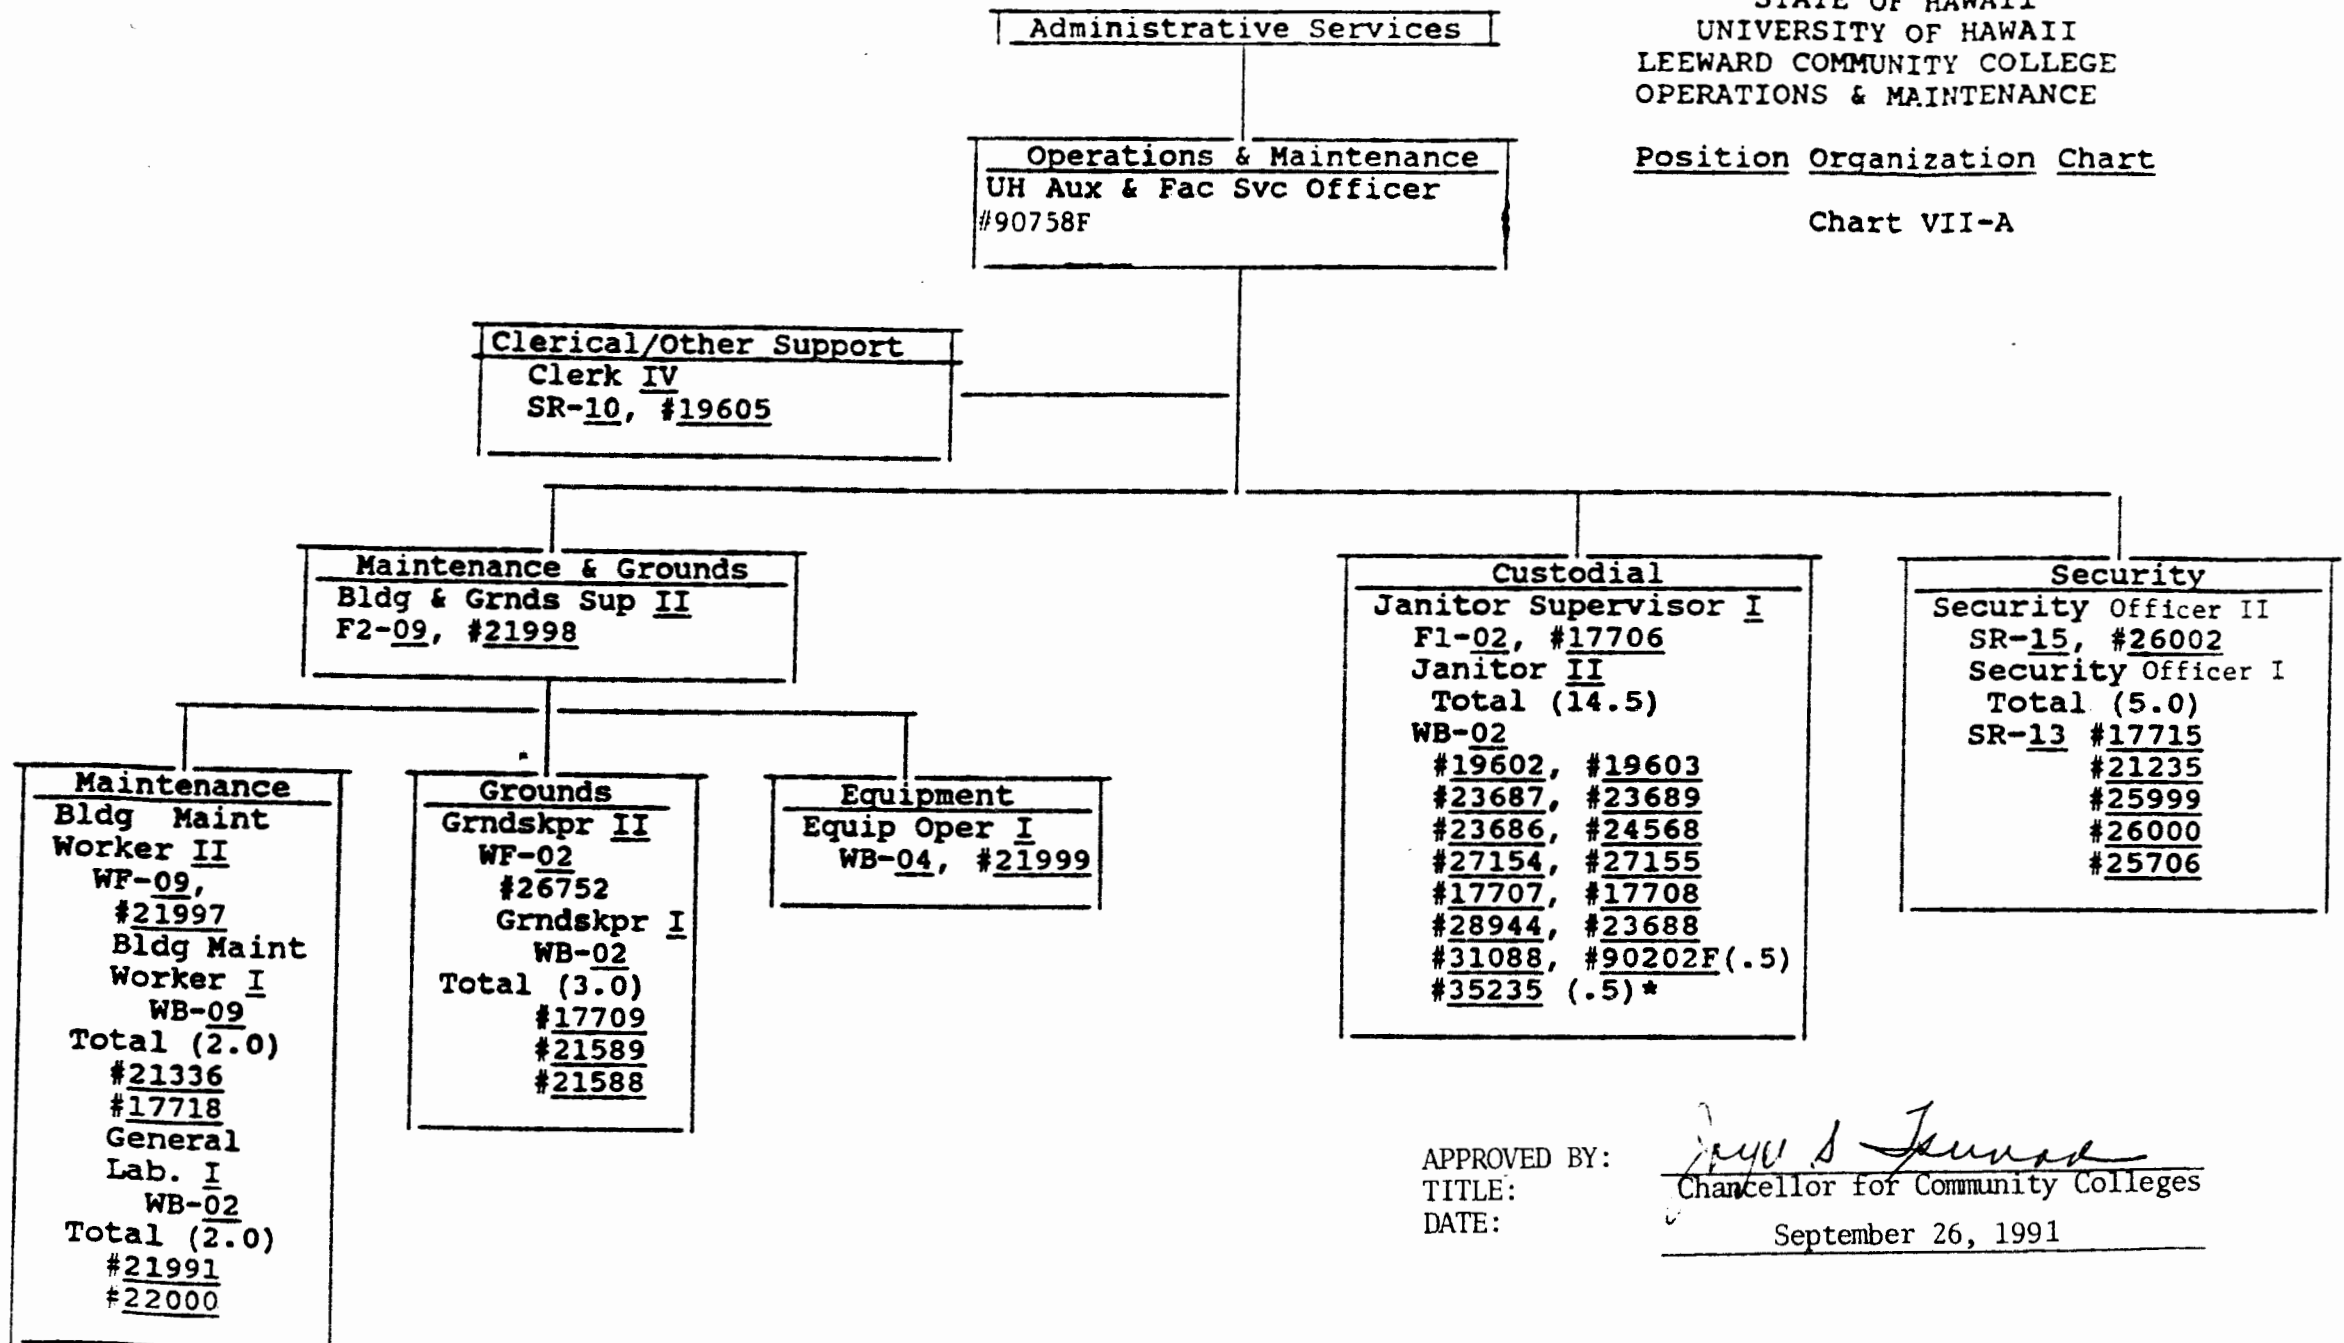 STATE OF HAWAII
UNIVERSITY OF HAWAII
LEEWARD COMMUNITY COLLEGE
OPERATIONS & MAINTENANCE
Position Organization Chart
Chart VII-A
Administrative Services
Operations & Maintenance
UH Aux & Fac Svc Officer
#90758F
Clerical/Other Support
Clerk IV
SR-10, #19605
Maintenance & Grounds
Bldg & Grnds Sup II
F2-09, #21998
Maintenance
Bldg Maint
Worker II
WF-09,
#21997
Bldg Maint
Worker I
WB-09
Total (2.0)
#21336
#17718
General
Lab. I
WB-02
Total (2.0)
#21991
#22000
Grounds
Grndskpr II
WF-02
#26752
Grndskpr I
WB-02
Total (3.0)
#17709
#21589
#21588
Equipment
Equip Oper I
WB-04, #21999
Custodial
Janitor Supervisor I
F1-02, #17706
Janitor II
Total (14.5)
WB-02
#19602, #19603
#23687, #23689
#23686, #24568
#27154, #27155
#17707, #17708
#28944, #23688
#31088, #90202F(.5)
#35235 (.5)*
Security
Security Officer II
SR-15, #26002
Security Officer I
Total (5.0)
SR-13 #17715
#21235
#25999
#26000
#25706
APPROVED BY:
TITLE: Chancellor for Community Colleges
DATE: September 26, 1991